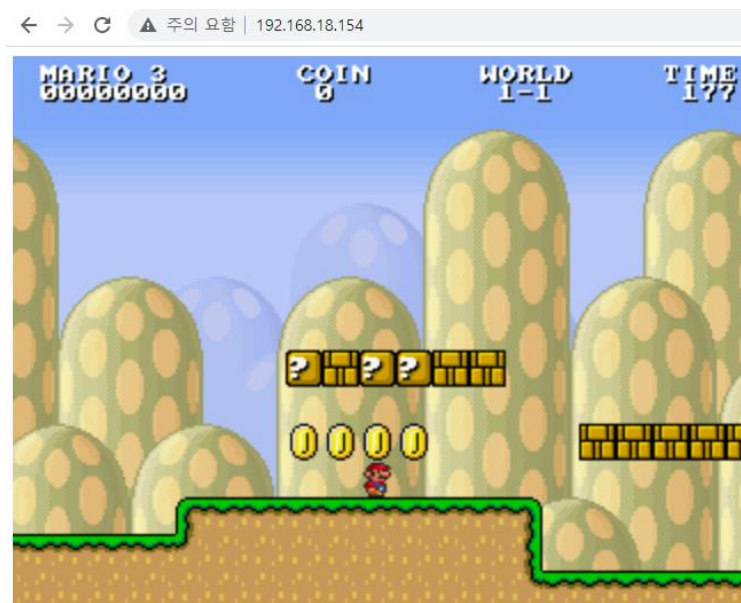 주의 요함 | 192.168.18.154
MARIO 3 COIN WORLD TIME
00000000 0 1-1 177
? ? ?